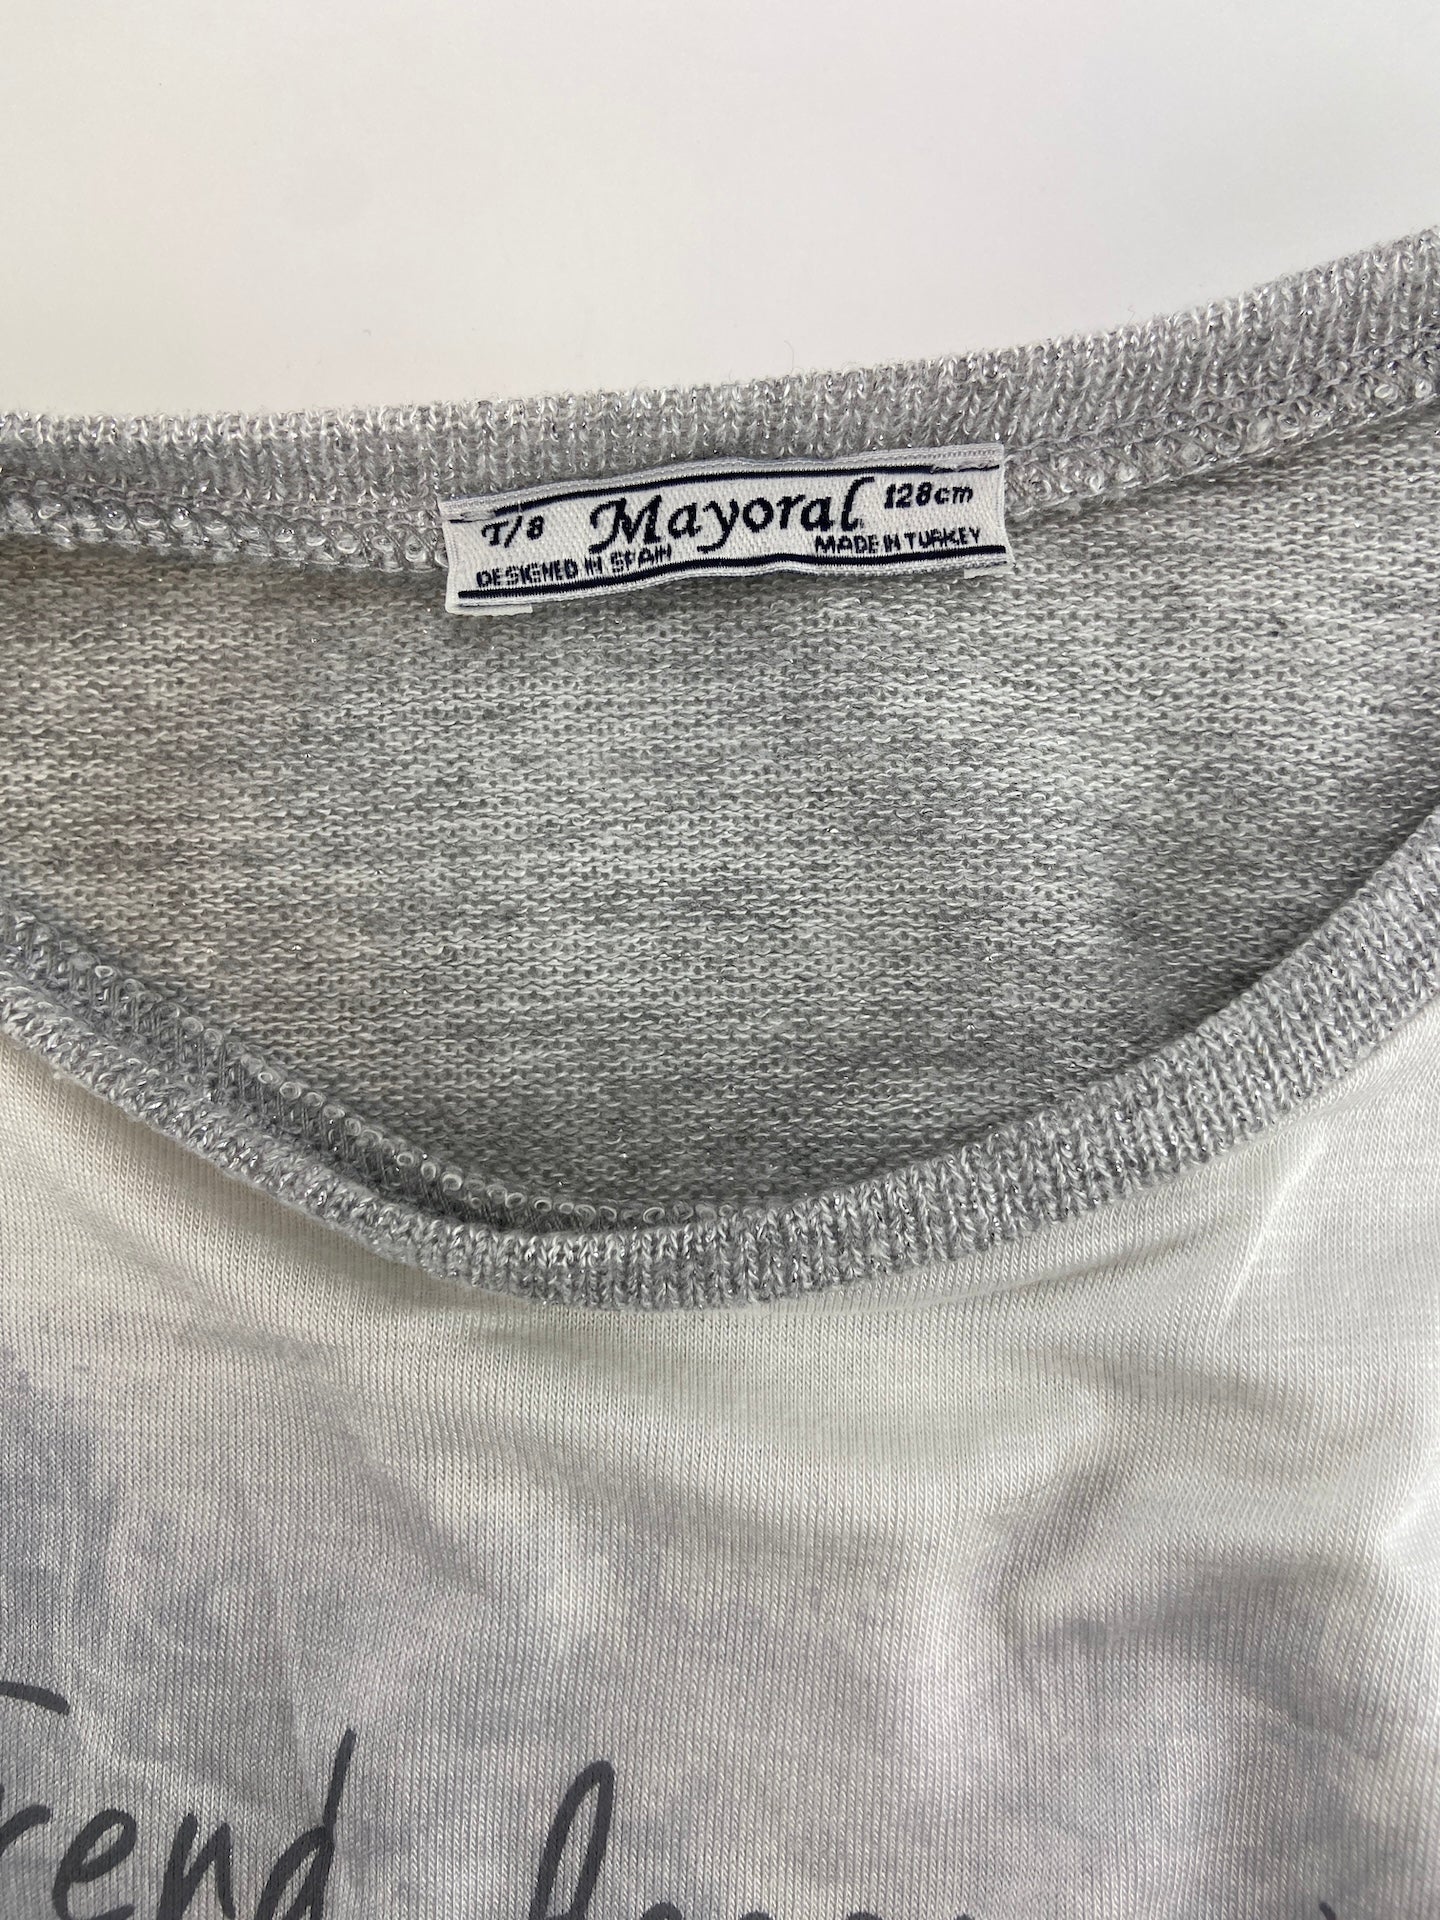 T/8 Mayoral 128cm
DESIGNED IN SPAIN MADE IN TURKEY